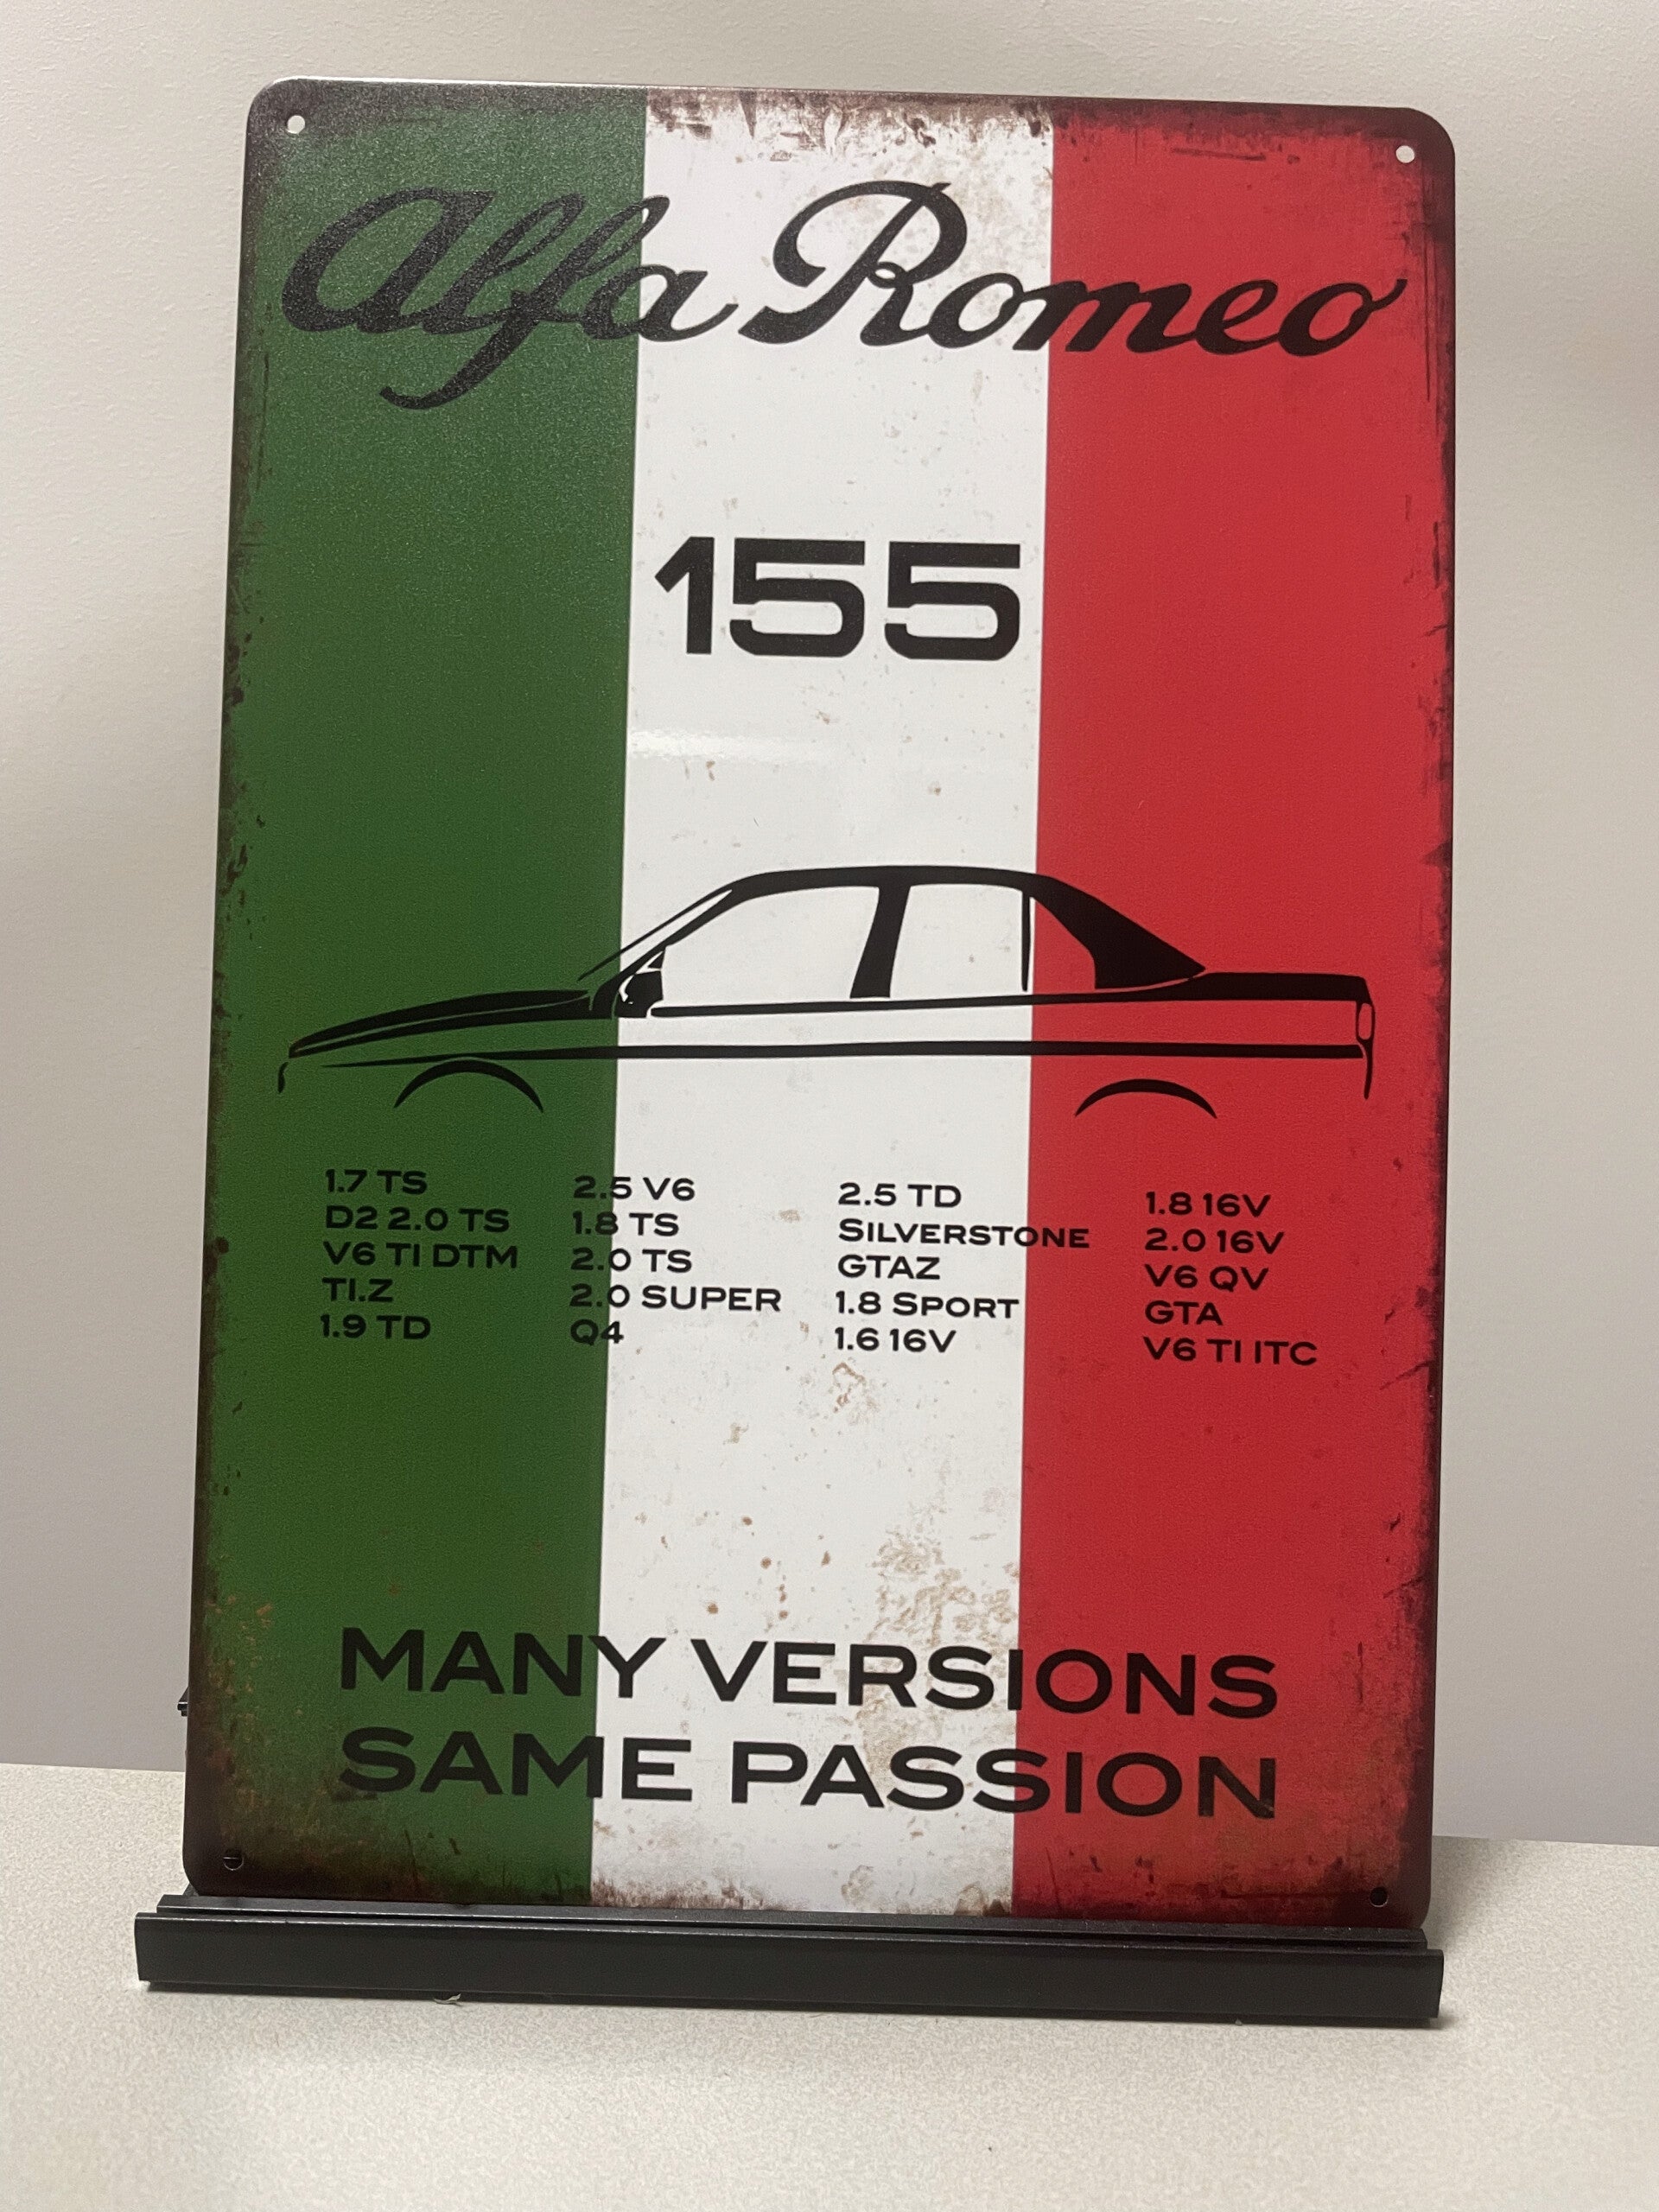 Alfa Romeo
155
1.7 TS
D2 2.0 TS
V6 TI DTM
TI.Z
1.9 TD
2.5 V6
1.8 TS
2.0 TS
2.0 SUPER
Q4
2.5 TD
SILVERSTONE
GTAZ
1.8 SPORT
1.6 16V
1.8 16V
2.0 16V
V6 QV
GTA
V6 TI ITC
MANY VERSIONS
SAME PASSION